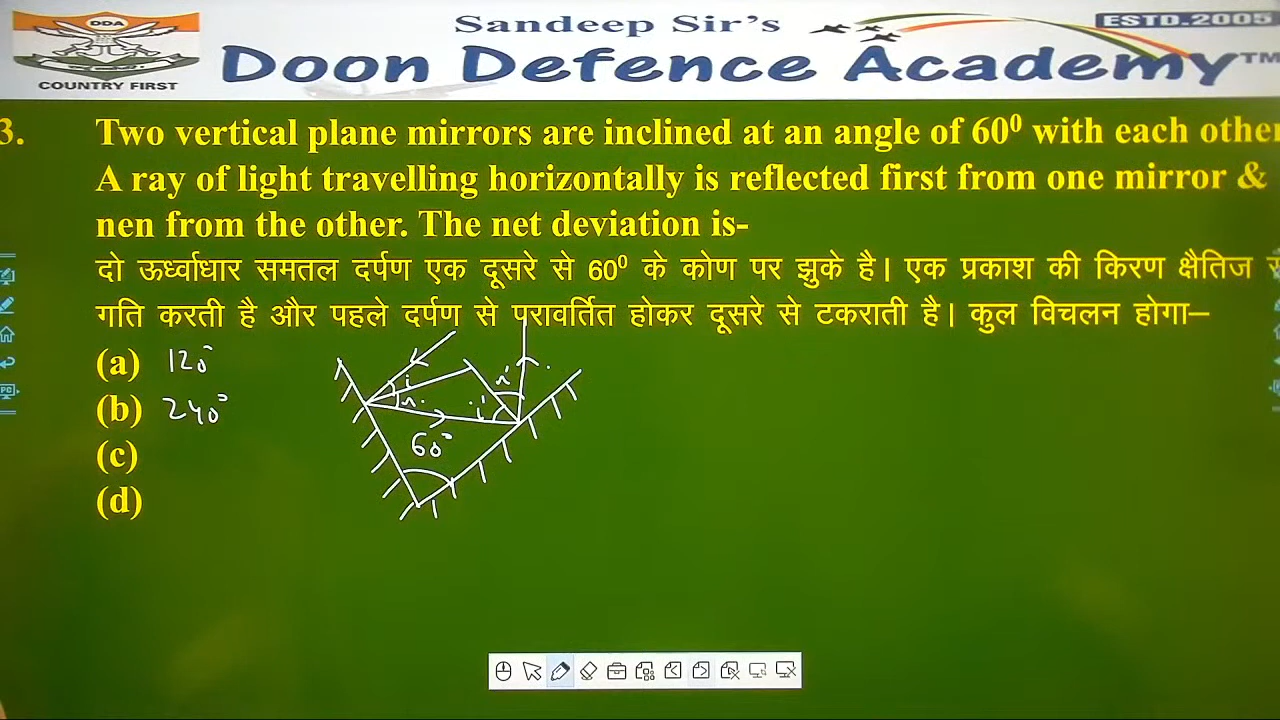 DDA
COUNTRY FIRST
Sandeep Sir's
ESTD.2005
Doon Defence Academy™
3. Two vertical plane mirrors are inclined at an angle of 60⁰ with each other
A ray of light travelling horizontally is reflected first from one mirror &
nen from the other. The net deviation is-
दो ऊर्ध्वाधार समतल दर्पण एक दूसरे से 60⁰ के कोण पर झुके है। एक प्रकाश की किरण क्षैतिज
गति करती है और पहले दर्पण से परावर्तित होकर दूसरे से टकराती है। कुल विचलन होगा–
(a) 120°
(b) 240°
(c)
(d)
i
r
i'
r'
60°
PC